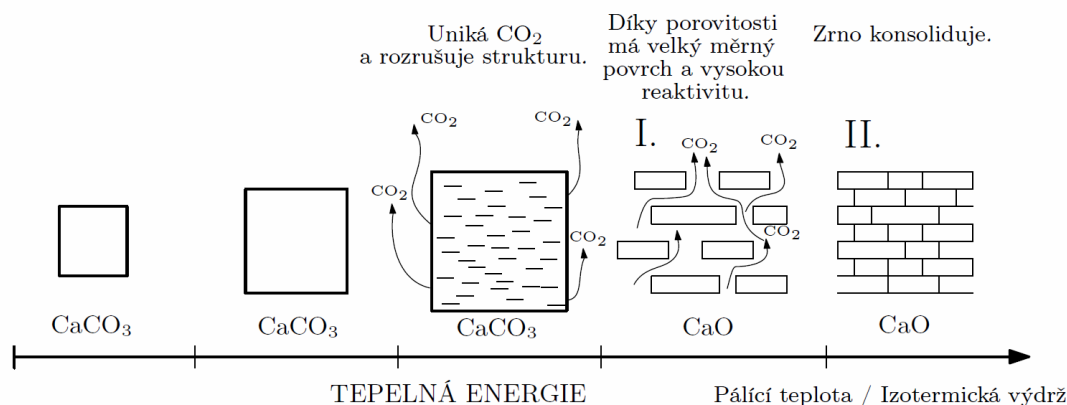 Uniká CO₂
a rozrušuje strukturu.
Díky porovitosti
má velký měrný
povrch a vysokou
reaktivitu.
Zrno konsoliduje.
CO₂
CO₂
CO₂
CO₂
I.
CO₂
CO₂
CO₂
II.
CaCO₃
CaCO₃
CaCO₃
CaO
CaO
TEPELNÁ ENERGIE
Pálící teplota / Izotermická výdrž